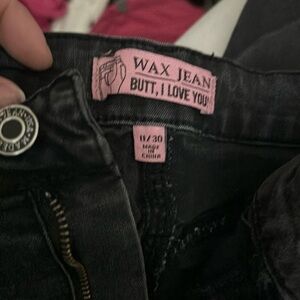 WAX JEAN
BUTT, I LOVE YOU
11/30
MADE
IN
CHINA